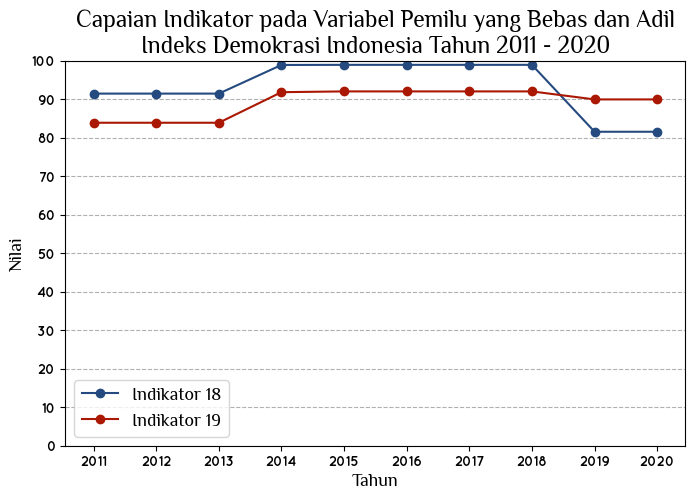 Capaian Indikator pada Variabel Pemilu yang Bebas dan Adil
Indeks Demokrasi Indonesia Tahun 2011 - 2020
100
90
80
70
60
50
40
30
20
10
0
Nilai
Indikator 18
Indikator 19
2011 2012 2013 2014 2015 2016 2017 2018 2019 2020
Tahun